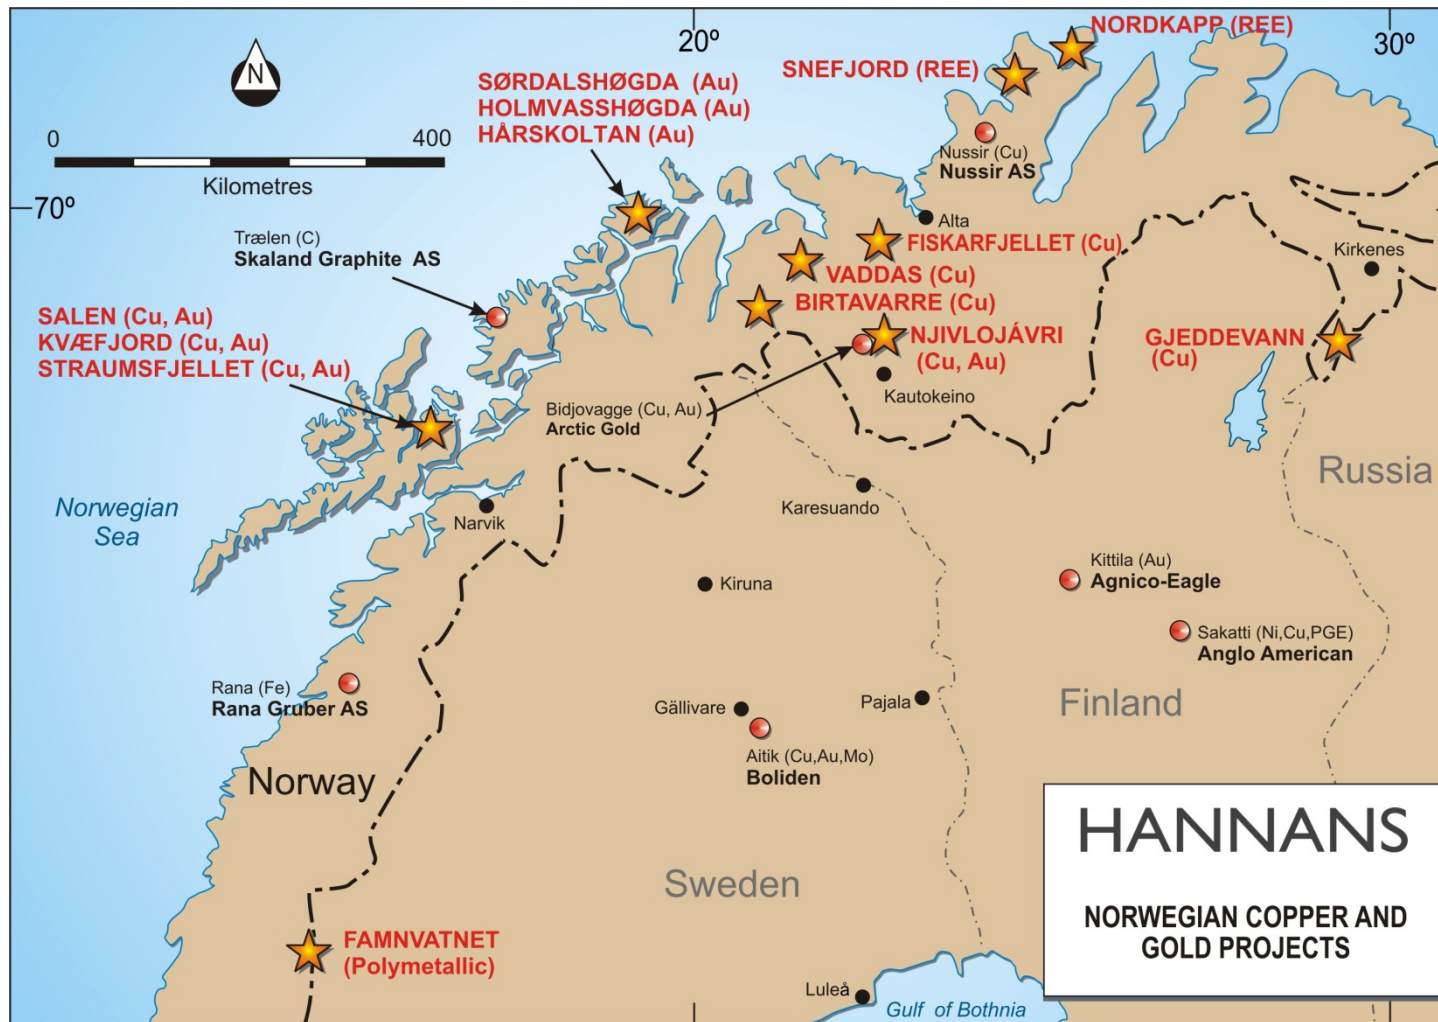 20º
30º
NORDKAPP (REE)
SNEFJORD (REE)
N
SØRDALSHØGDA (Au)
HOLMVASSHØGDA (Au)
HÅRSKOLTAN (Au)
0
400
Kilometres
Nussir (Cu)
Nussir AS
70º
Alta
Trælen (C)
Skaland Graphite AS
FISKARFJELLET (Cu)
Kirkenes
VADDAS (Cu)
BIRTAVARRE (Cu)
SALEN (Cu, Au)
KVÆFJORD (Cu, Au)
STRAUMSFJELLET (Cu, Au)
NJIVLOJÁVRI
(Cu, Au)
GJEDDEVANN
(Cu)
Kautokeino
Bidjovagge (Cu, Au)
Arctic Gold
Russia
Norwegian
Sea
Narvik
Karesuando
Kittila (Au)
Agnico-Eagle
Kiruna
Sakatti (Ni,Cu,PGE)
Anglo American
Rana (Fe)
Rana Gruber AS
Gällivare
Pajala
Finland
Aitik (Cu,Au,Mo)
Boliden
Norway
Sweden
HANNANS
NORWEGIAN COPPER AND
GOLD PROJECTS
FAMNVATNET
(Polymetallic)
Luleå
Gulf of Bothnia